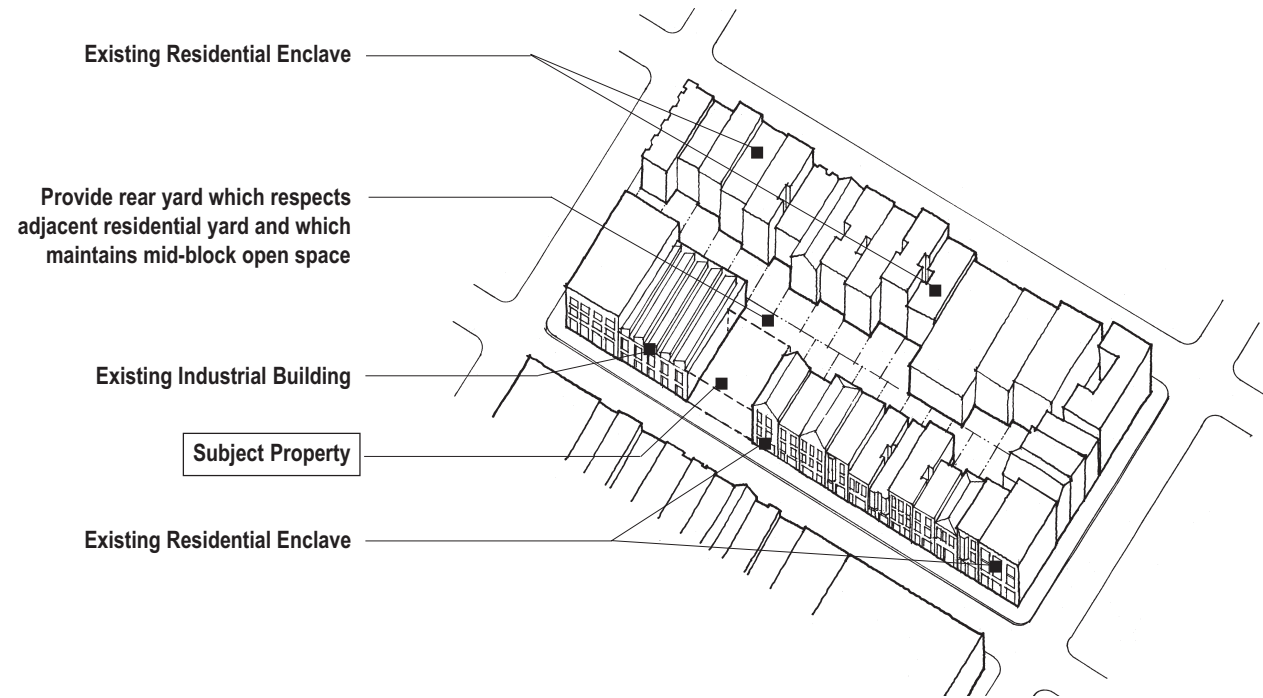 Existing Residential Enclave
Provide rear yard which respects
adjacent residential yard and which
maintains mid-block open space
Existing Industrial Building
Subject Property
Existing Residential Enclave